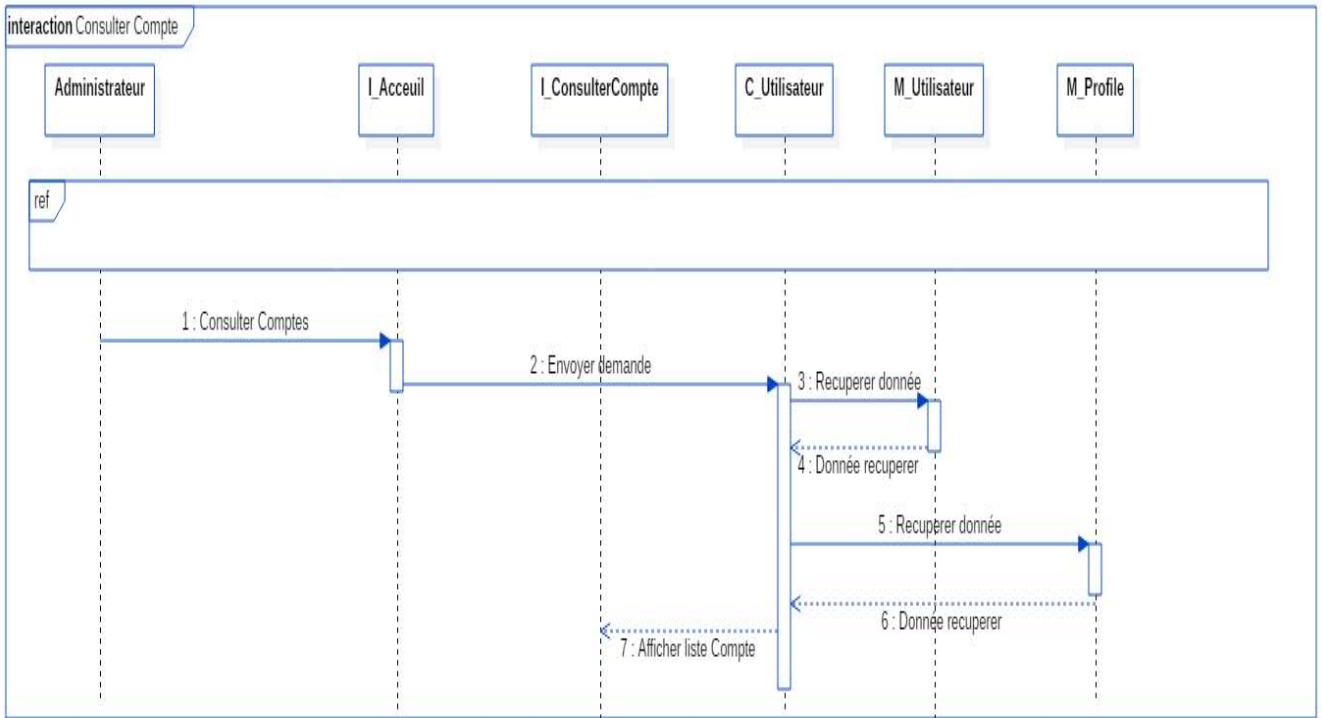 interaction Consulter Compte
Administrateur
I_Acceuil
I_ConsulterCompte
C_Utilisateur
M_Utilisateur
M_Profile
ref
1 : Consulter Comptes
2 : Envoyer demande
3 : Recuperer donnée
4 : Donnée recuperer
5 : Recuperer donnée
6 : Donnée recuperer
7 : Afficher liste Compte